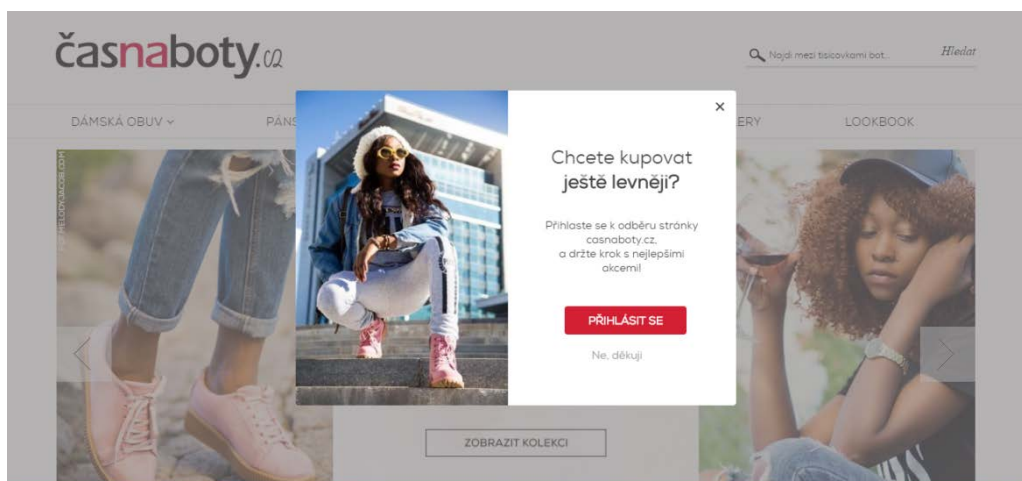 časnaboty.cz
Najdi mezi tisícovkami bot...
Hledat
DÁMSKÁ OBUV
PÁNS
ERY
LOOKBOOK
Chcete kupovat
ještě levněji?
Přihlaste se k odběru stránky
casnaboty.cz,
a držte krok s nejlepšími
akcemi!
PŘIHLÁSIT SE
Ne, děkuji
ZOBRAZIT KOLEKCI